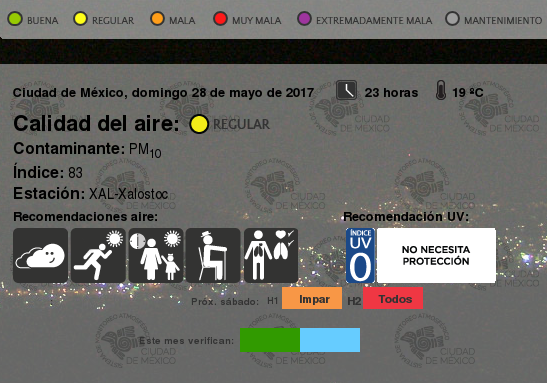 BUENA REGULAR MALA MUY MALA EXTREMADAMENTE MALA MANTENIMIENTO
Ciudad de México, domingo 28 de mayo de 2017 23 horas 19 ºC
Calidad del aire: REGULAR
Contaminante: PM10
Índice: 83
Estación: XAL-Xalostoc
Recomendaciones aire: Recomendación UV:
ÍNDICE UV 0 NO NECESITA PROTECCIÓN
Próx. sábado: H1 Impar H2 Todos
Este mes verifican: